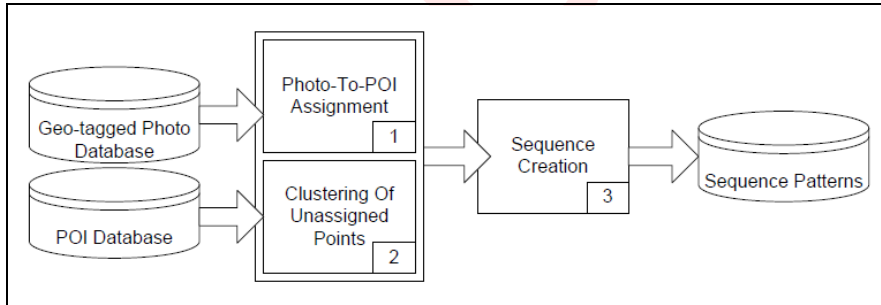 Geo-tagged Photo
Database
POI Database
Photo-To-POI
Assignment
1
Clustering Of
Unassigned
Points
2
Sequence
Creation
3
Sequence Patterns